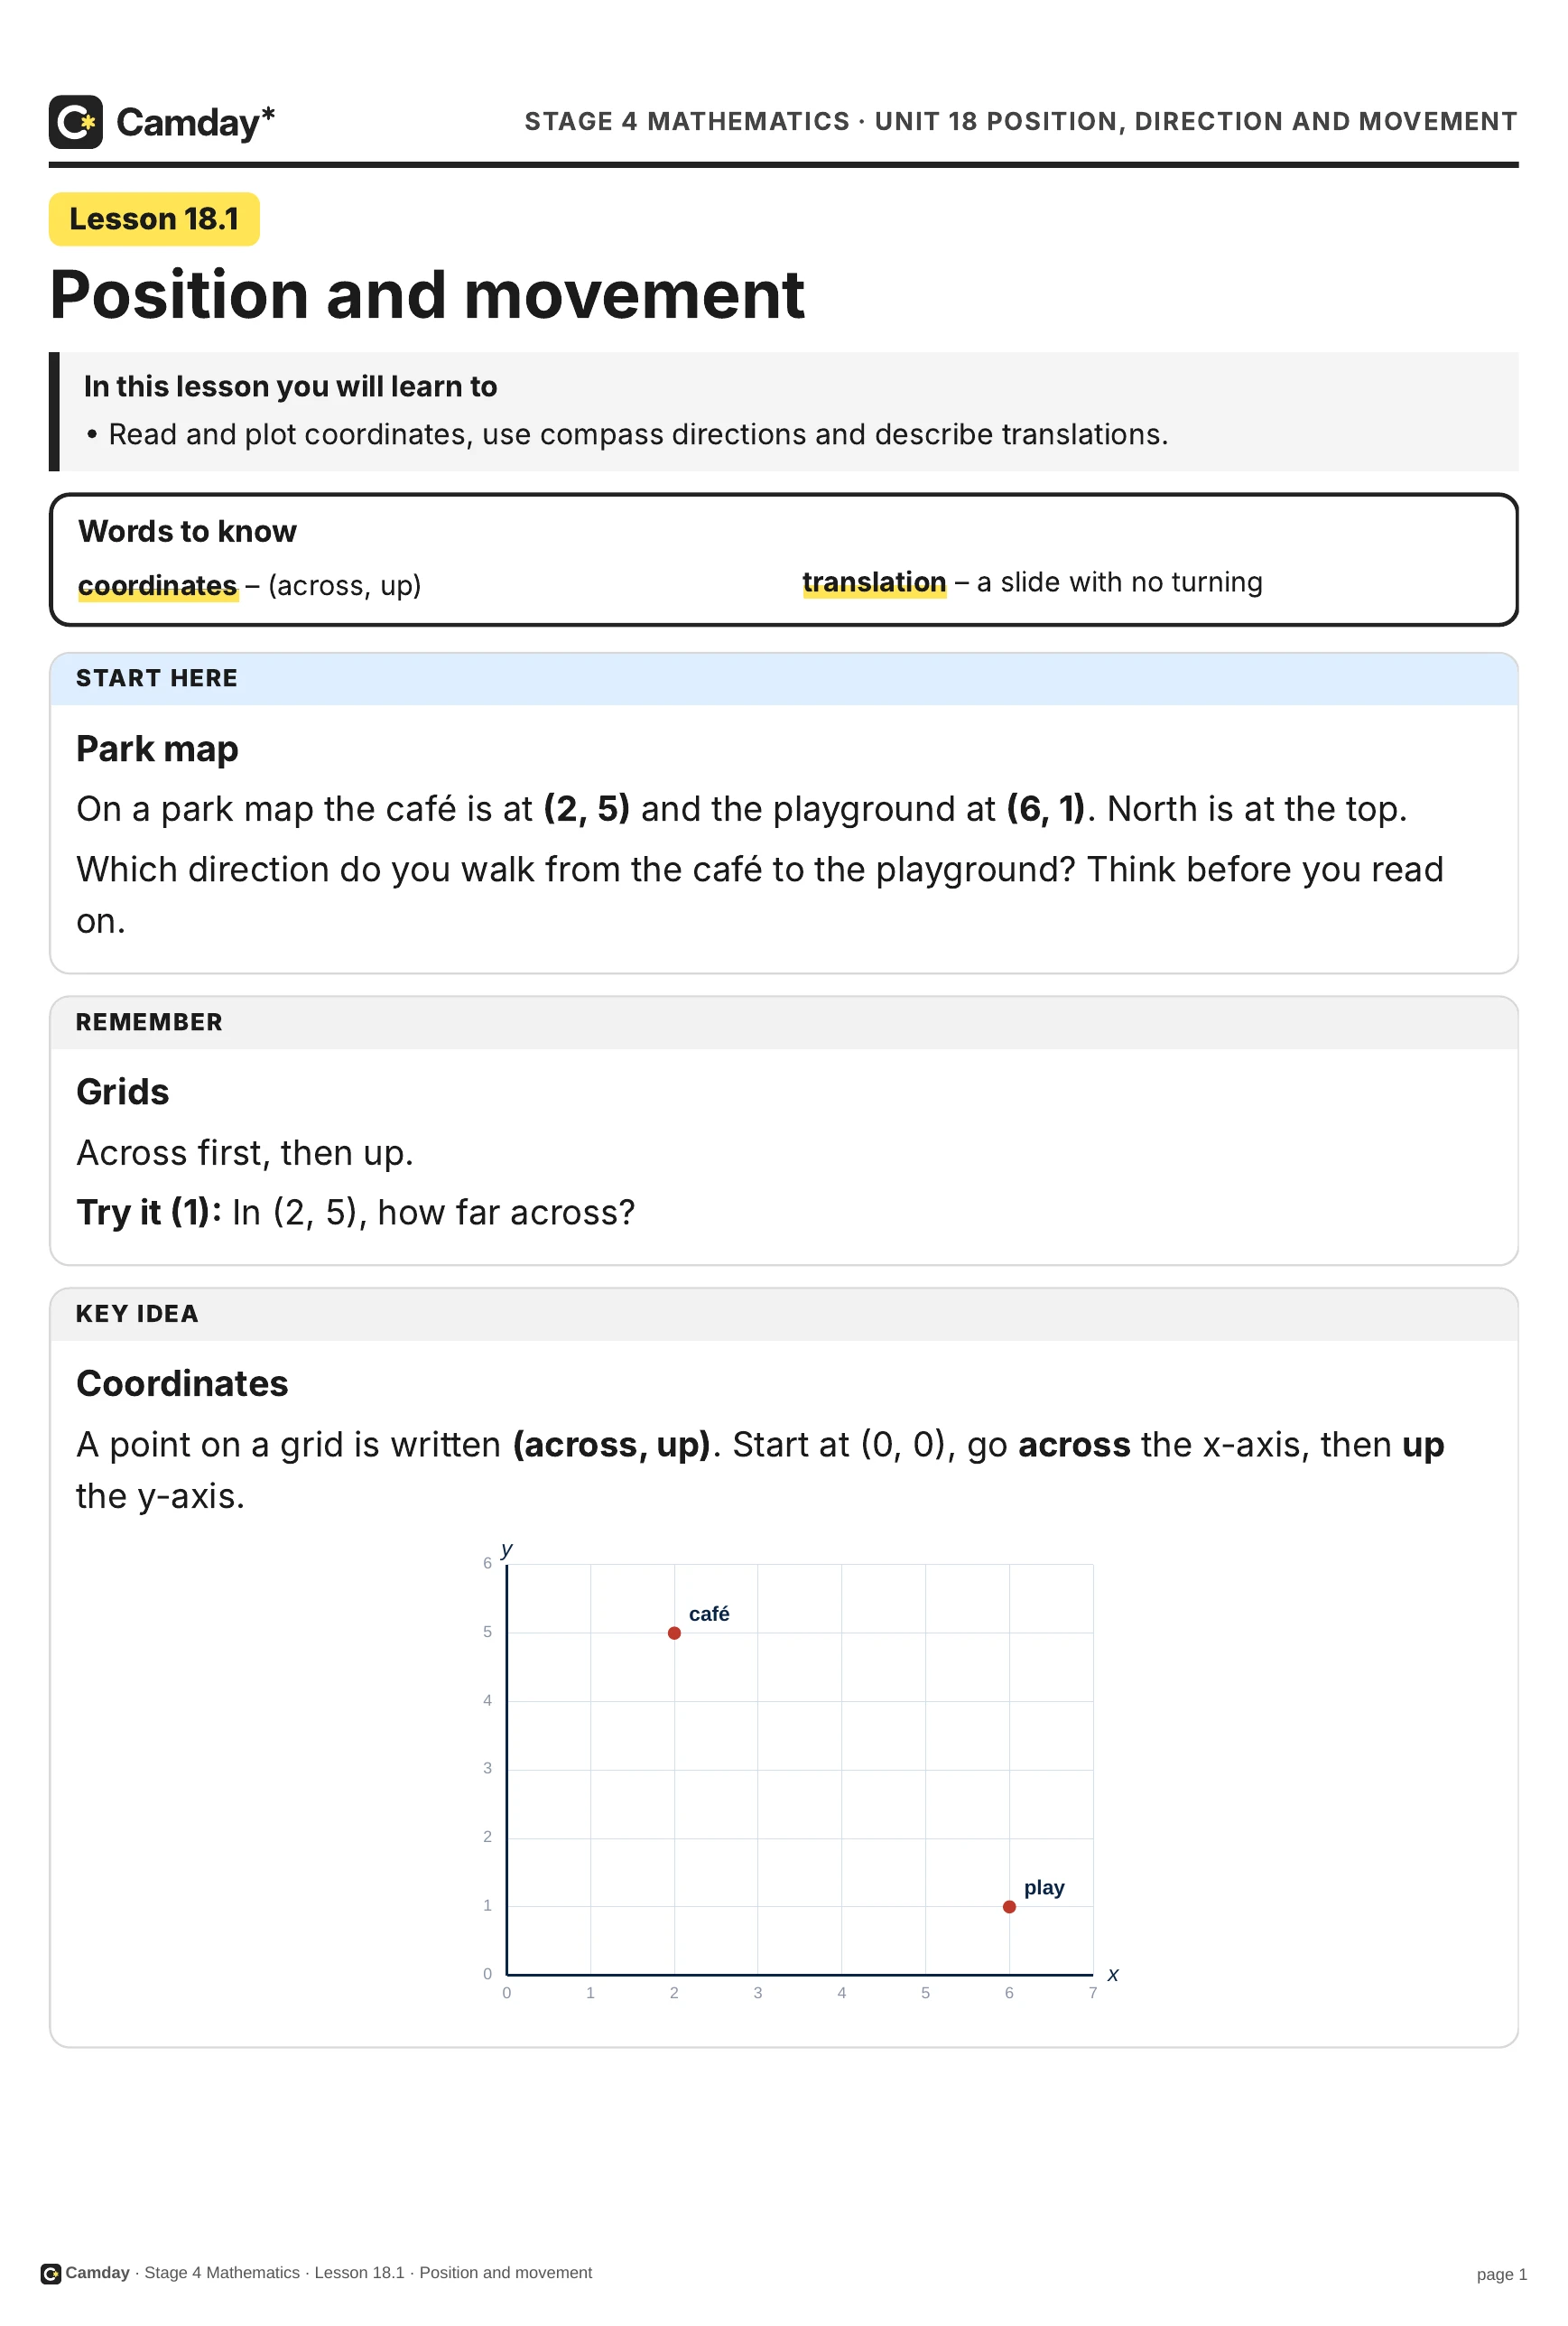 Camday*
STAGE 4 MATHEMATICS · UNIT 18 POSITION, DIRECTION AND MOVEMENT
Lesson 18.1
Position and movement
In this lesson you will learn to
• Read and plot coordinates, use compass directions and describe translations.
Words to know
coordinates – (across, up)
translation – a slide with no turning
START HERE
Park map
On a park map the café is at (2, 5) and the playground at (6, 1). North is at the top.
Which direction do you walk from the café to the playground? Think before you read
on.
REMEMBER
Grids
Across first, then up.
Try it (1): In (2, 5), how far across?
KEY IDEA
Coordinates
A point on a grid is written (across, up). Start at (0, 0), go across the x-axis, then up
the y-axis.
y
6
café
5
4
3
2
play
1
0
x
0 1 2 3 4 5 6 7
Camday · Stage 4 Mathematics · Lesson 18.1 · Position and movement
page 1